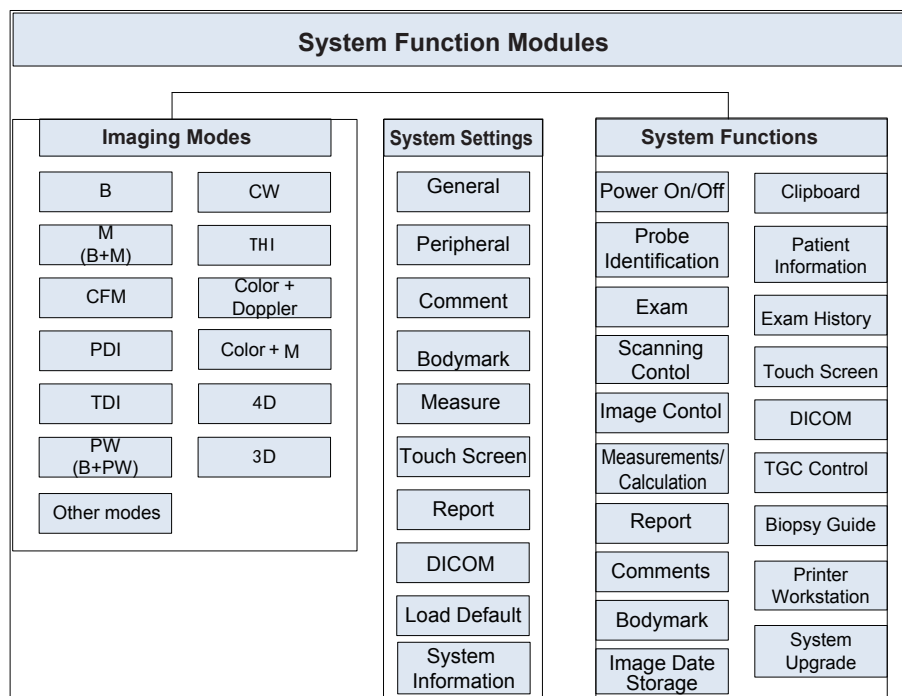 System Function Modules
Imaging Modes
B
M
(B+M)
CFM
PDI
TDI
PW
(B+PW)
Other modes
CW
THI
Color +
Doppler
Color + M
4D
3D
System Settings
General
Peripheral
Comment
Bodymark
Measure
Touch Screen
Report
DICOM
Load Default
System
Information
System Functions
Power On/Off
Probe
Identification
Exam
Scanning
Contol
Image Contol
Measurements/
Calculation
Report
Comments
Bodymark
Image Date
Storage
Clipboard
Patient
Information
Exam History
Touch Screen
DICOM
TGC Control
Biopsy Guide
Printer
Workstation
System
Upgrade